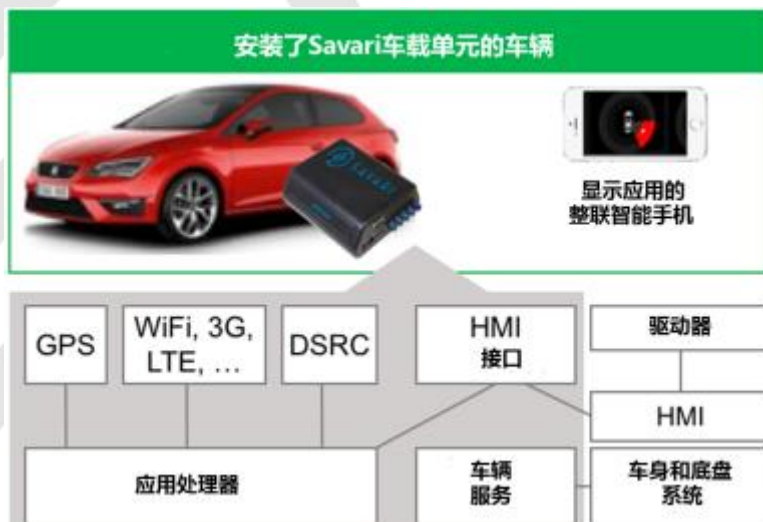 安装了Savari车载单元的车辆
Savari
显示应用的
整联智能手机
GPS
WiFi, 3G,
LTE, …
DSRC
HMI
接口
驱动器
HMI
应用处理器
车辆
服务
车身和底盘
系统